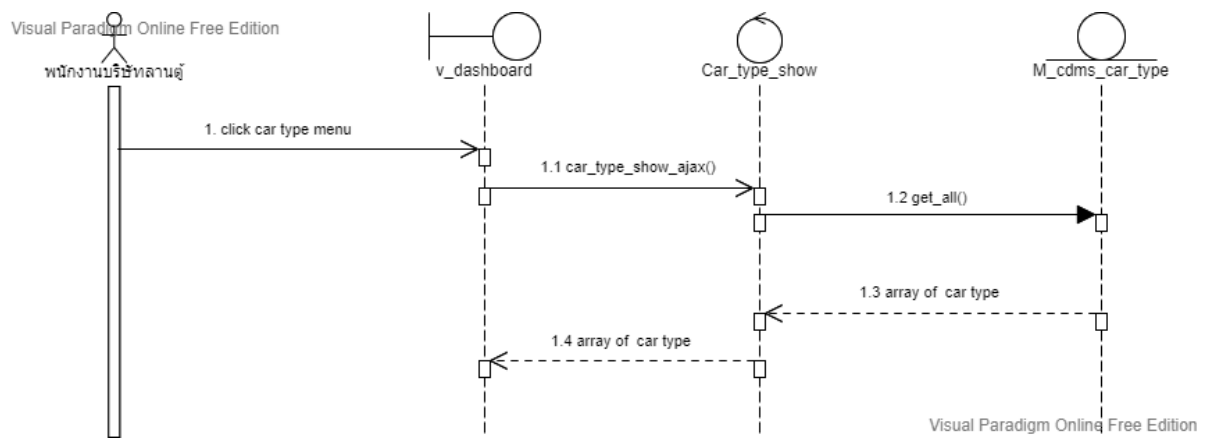 Visual Paradigm Online Free Edition
พนักงานบริษัทลานตู้
v_dashboard
Car_type_show
M_cdms_car_type
1. click car type menu
1.1 car_type_show_ajax()
1.2 get_all()
1.3 array of car type
1.4 array of car type
Visual Paradigm Online Free Edition